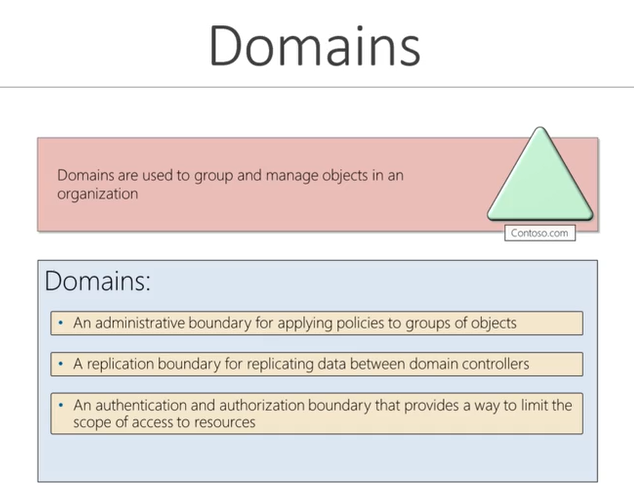 Domains
Domains are used to group and manage objects in an
organization
Contoso.com
Domains:
• An administrative boundary for applying policies to groups of objects
• A replication boundary for replicating data between domain controllers
• An authentication and authorization boundary that provides a way to limit the
scope of access to resources